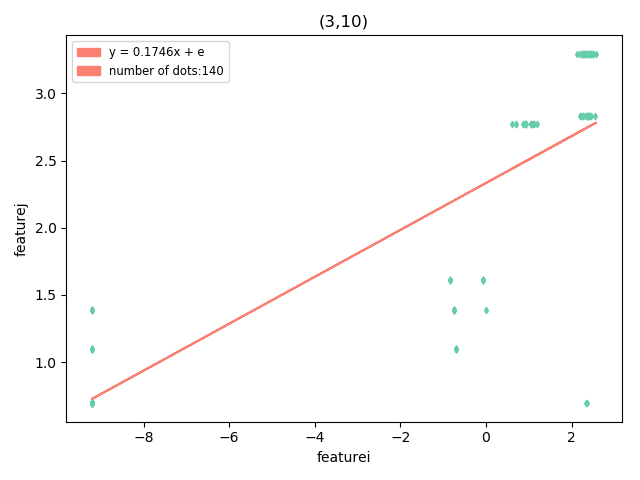 (3,10)
y = 0.1746x + e
number of dots:140
3.0
2.5
2.0
1.5
1.0
featurej
−8 −6 −4 −2 0 2
featurei